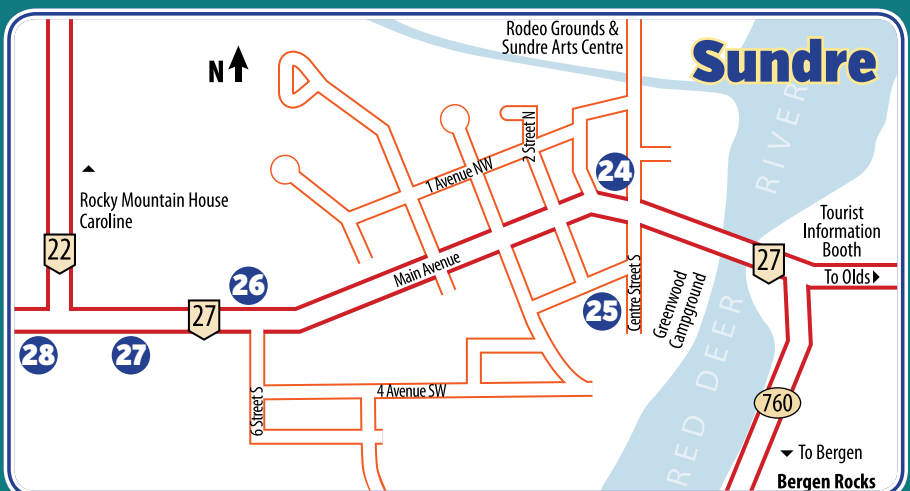 Rodeo Grounds &
Sundre Arts Centre
Sundre
N
RIVER
2 Street N
1 Avenue NW
24
Rocky Mountain House
Caroline
Tourist
Information
Booth
22
27
To Olds
Main Avenue
26
Centre Street S
Greenwood
Campground
27
25
28
27
RED DEER
6 Street S
4 Avenue SW
760
To Bergen
Bergen Rocks